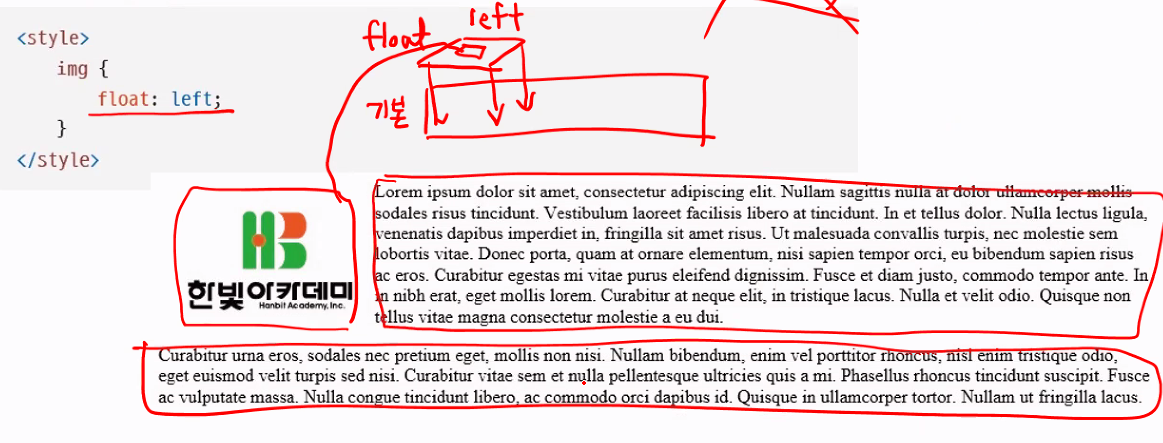 <style>
img {
float: left;
}
</style>
float
left
기본
한빛아카데미
Hanbit Academy, Inc.
Lorem ipsum dolor sit amet, consectetur adipiscing elit. Nullam sagittis nulla at dolor ullamcorper mollis
sodales risus tincidunt. Vestibulum laoreet facilisis libero at tincidunt. In et tellus dolor. Nulla lectus ligula,
venenatis dapibus imperdiet in, fringilla sit amet risus. Ut malesuada convallis turpis, nec molestie sem
lobortis vitae. Donec porta, quam at ornare elementum, nisi sapien tempor orci, eu bibendum sapien risus
ac eros. Curabitur egestas mi vitae purus eleifend dignissim. Fusce et diam justo, commodo tempor ante. In
in nibh erat, eget mollis lorem. Curabitur at neque elit, in tristique lacus. Nulla et velit odio. Quisque non
tellus vitae magna consectetur molestie a eu dui.
Curabitur urna eros, sodales nec pretium eget, mollis non nisi. Nullam bibendum, enim vel porttitor rhoncus, nisl enim tristique odio,
eget euismod velit turpis sed nisi. Curabitur vitae sem et nulla pellentesque ultricies quis a mi. Phasellus rhoncus tincidunt suscipit. Fusce
ac vulputate massa. Nulla congue tincidunt libero, ac commodo orci dapibus id. Quisque in ullamcorper tortor. Nullam ut fringilla lacus.